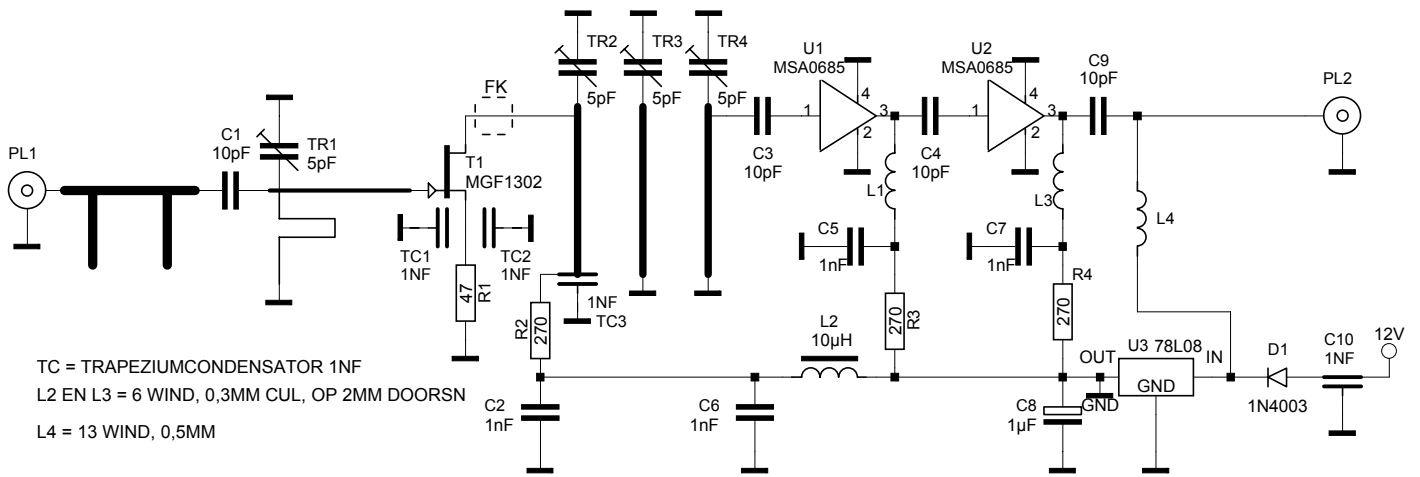 PL1
C1
10pF
TR1
5pF
FK
T1
MGF1302
TC1
1NF
TC2
1NF
47
R1
TR2
5pF
TR3
5pF
TR4
5pF
1NF
TC3
R2
270
C3
10pF
U1
MSA0685
1
4
3
2
C4
10pF
U2
MSA0685
1
4
3
2
C9
10pF
PL2
L1
L3
L4
C5
1nF
C7
1nF
270
R3
R4
270
L2
10µH
OUT
U3 78L08
IN
GND
GND
D1
1N4003
C10
1NF
12V
C2
1nF
C6
1nF
C8
1µF
TC = TRAPEZIUMCONDENSATOR 1NF
L2 EN L3 = 6 WIND, 0,3MM CUL, OP 2MM DOORSN
L4 = 13 WIND, 0,5MM